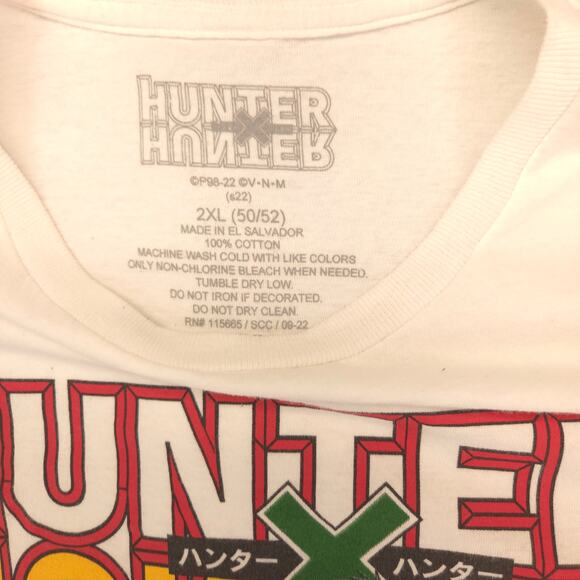 HUNTER
X
HUNTER
©P98-22 ©V•N•M
(s22)
2XL (50/52)
MADE IN EL SALVADOR
100% COTTON
MACHINE WASH COLD WITH LIKE COLORS
ONLY NON-CHLORINE BLEACH WHEN NEEDED.
TUMBLE DRY LOW.
DO NOT IRON IF DECORATED.
DO NOT DRY CLEAN.
RN# 115665 / SCC / 09-22
HUNTE
X
ハンター ハンター